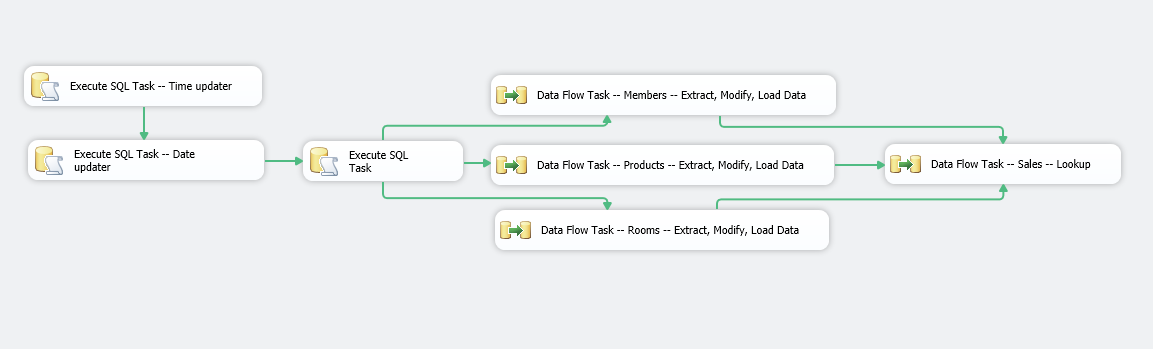 Execute SQL Task -- Time updater
Execute SQL Task -- Date
updater
Execute SQL
Task
Data Flow Task -- Members -- Extract, Modify, Load Data
Data Flow Task -- Products -- Extract, Modify, Load Data
Data Flow Task -- Rooms -- Extract, Modify, Load Data
Data Flow Task -- Sales -- Lookup